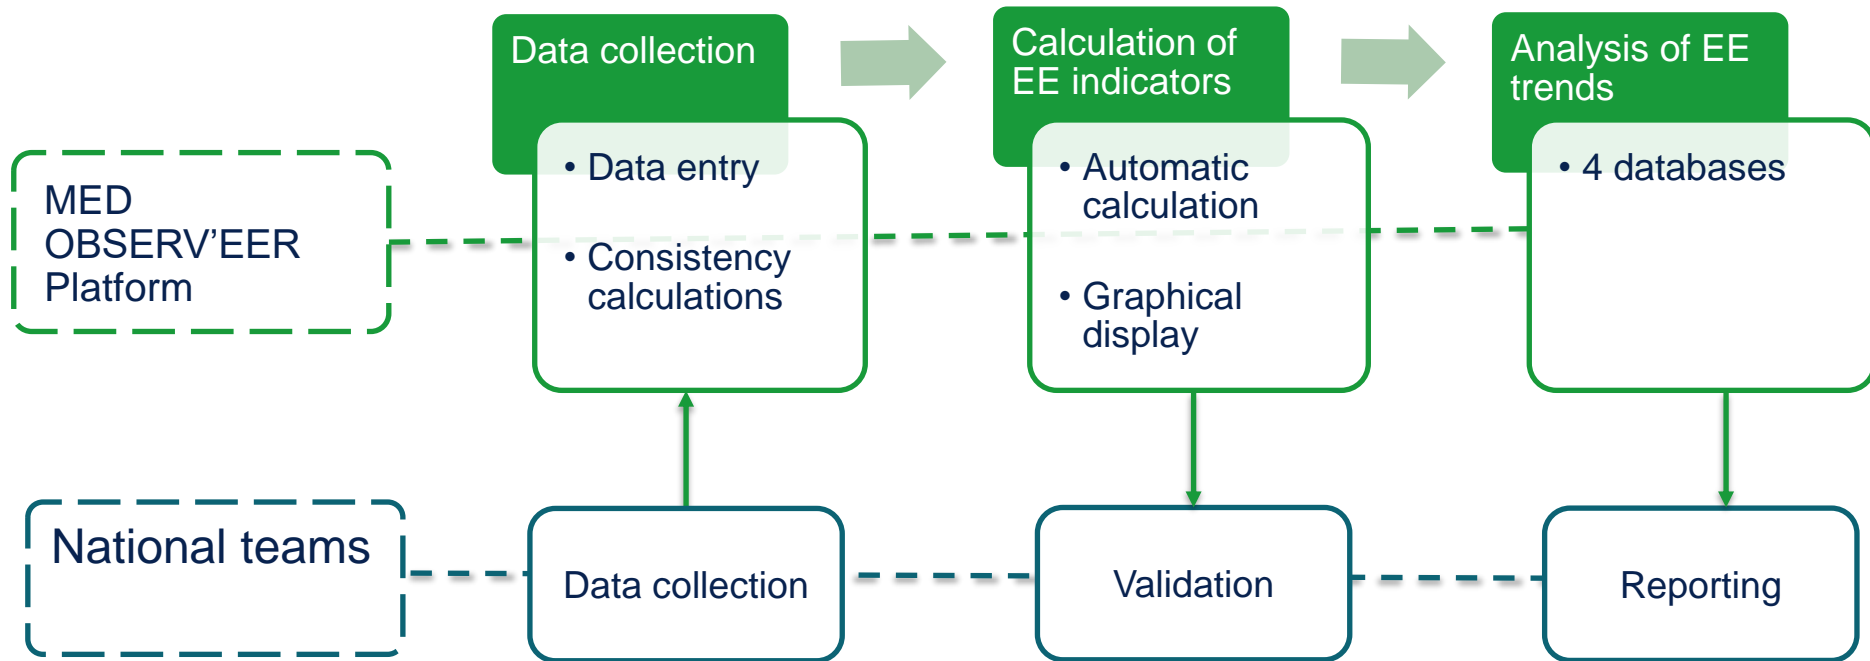 Data collection
Calculation of
EE indicators
Analysis of EE
trends
MED
OBSERV’EER
Platform
• Data entry
• Consistency
calculations
• Automatic
calculation
• Graphical
display
• 4 databases
National teams
Data collection
Validation
Reporting